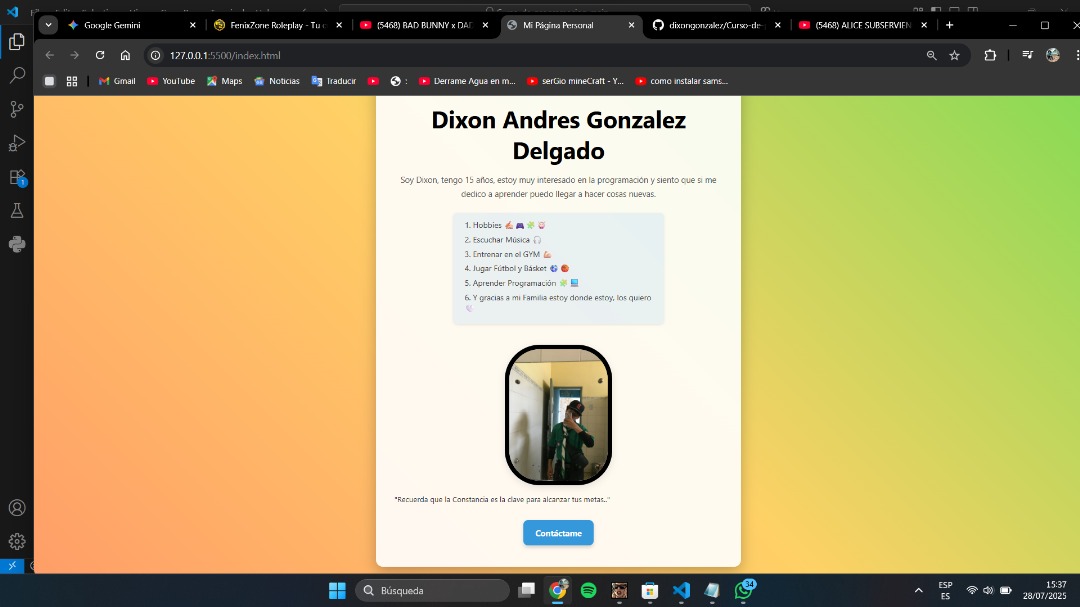 Google Gemini
FenixZone Roleplay - Tu c
(5468) BAD BUNNY x DAD
Mi Página Personal
dixongonzalez/Curso-de-
(5468) ALICE SUBSERVIEN
127.0.0.1:5500/index.html
Gmail
YouTube
Maps
Noticias
Traducir
:
Derrame Agua en m...
serGio mineCraft - Y...
como instalar sams...
Dixon Andres Gonzalez
Delgado
Soy Dixon, tengo 15 años, estoy muy interesado en la programación y siento que si me
dedico a aprender puedo llegar a hacer cosas nuevas.
1. Hobbies ✍🏼 🎮
2. Escuchar Música 🎧
3. Entrenar en el GYM 💪🏼
4. Jugar Fútbol y Básket ⚽ 🏀
5. Aprender Programación
6. Y gracias a mi Familia estoy donde estoy, los quiero
"Recuerda que la Constancia es la clave para alcanzar tus metas.."
Contáctame
1
Búsqueda
34
ESP
ES
15:37
28/07/2025